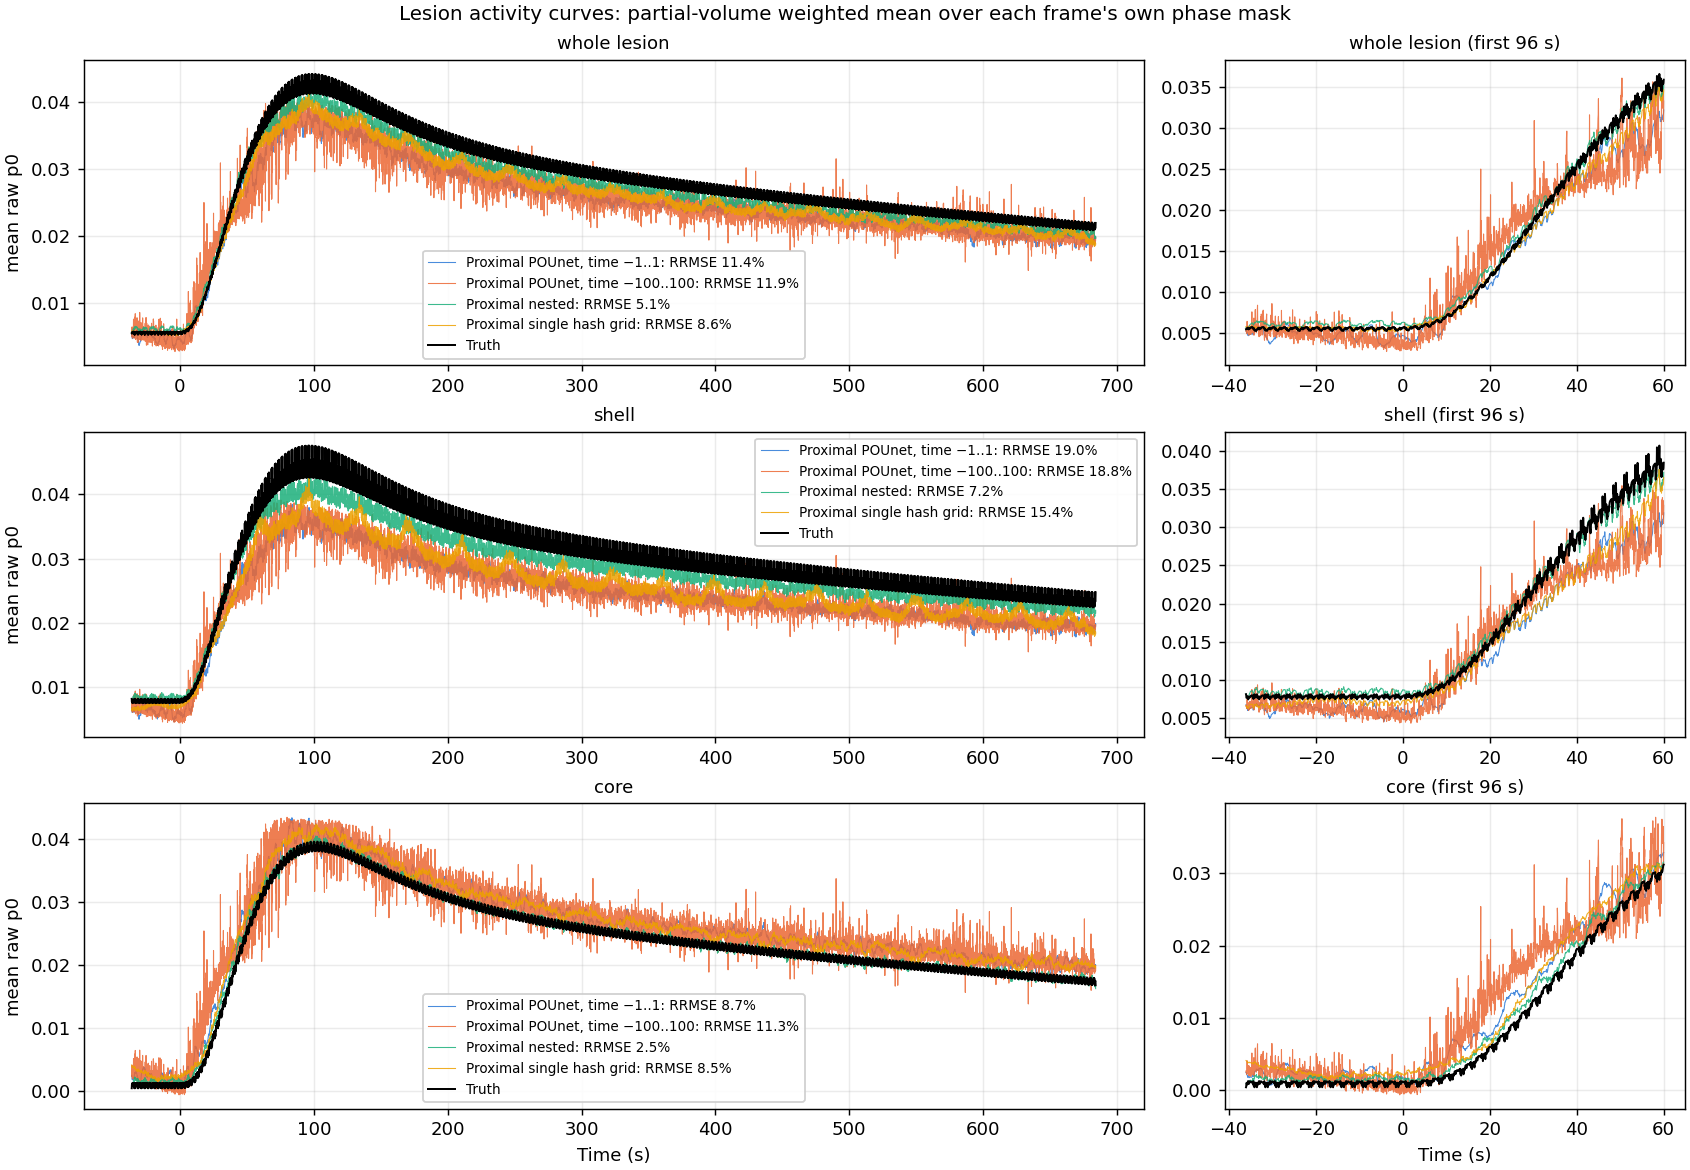 Lesion activity curves: partial-volume weighted mean over each frame's own phase mask
whole lesion
mean raw p0
0.04
0.03
0.02
0.01
0 100 200 300 400 500 600 700
Proximal POUnet, time −1..1: RRMSE 11.4%
Proximal POUnet, time −100..100: RRMSE 11.9%
Proximal nested: RRMSE 5.1%
Proximal single hash grid: RRMSE 8.6%
Truth
whole lesion (first 96 s)
0.035
0.030
0.025
0.020
0.015
0.010
0.005
−40 −20 0 20 40 60
shell
mean raw p0
0.04
0.03
0.02
0.01
0 100 200 300 400 500 600 700
Proximal POUnet, time −1..1: RRMSE 19.0%
Proximal POUnet, time −100..100: RRMSE 18.8%
Proximal nested: RRMSE 7.2%
Proximal single hash grid: RRMSE 15.4%
Truth
shell (first 96 s)
0.040
0.035
0.030
0.025
0.020
0.015
0.010
0.005
−40 −20 0 20 40 60
core
mean raw p0
0.04
0.03
0.02
0.01
0.00
0 100 200 300 400 500 600 700
Time (s)
Proximal POUnet, time −1..1: RRMSE 8.7%
Proximal POUnet, time −100..100: RRMSE 11.3%
Proximal nested: RRMSE 2.5%
Proximal single hash grid: RRMSE 8.5%
Truth
core (first 96 s)
0.03
0.02
0.01
0.00
−40 −20 0 20 40 60
Time (s)